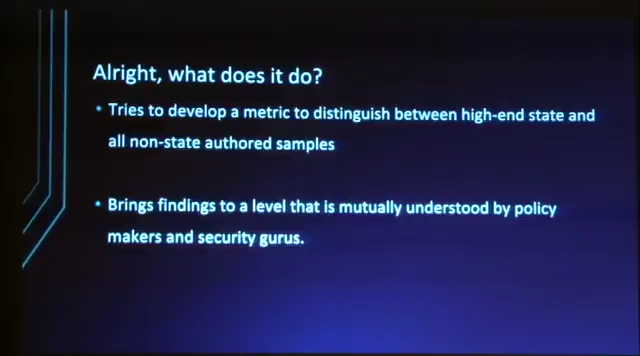 Alright, what does it do?
• Tries to develop a metric to distinguish between high-end state and
all non-state authored samples
• Brings findings to a level that is mutually understood by policy
makers and security gurus.